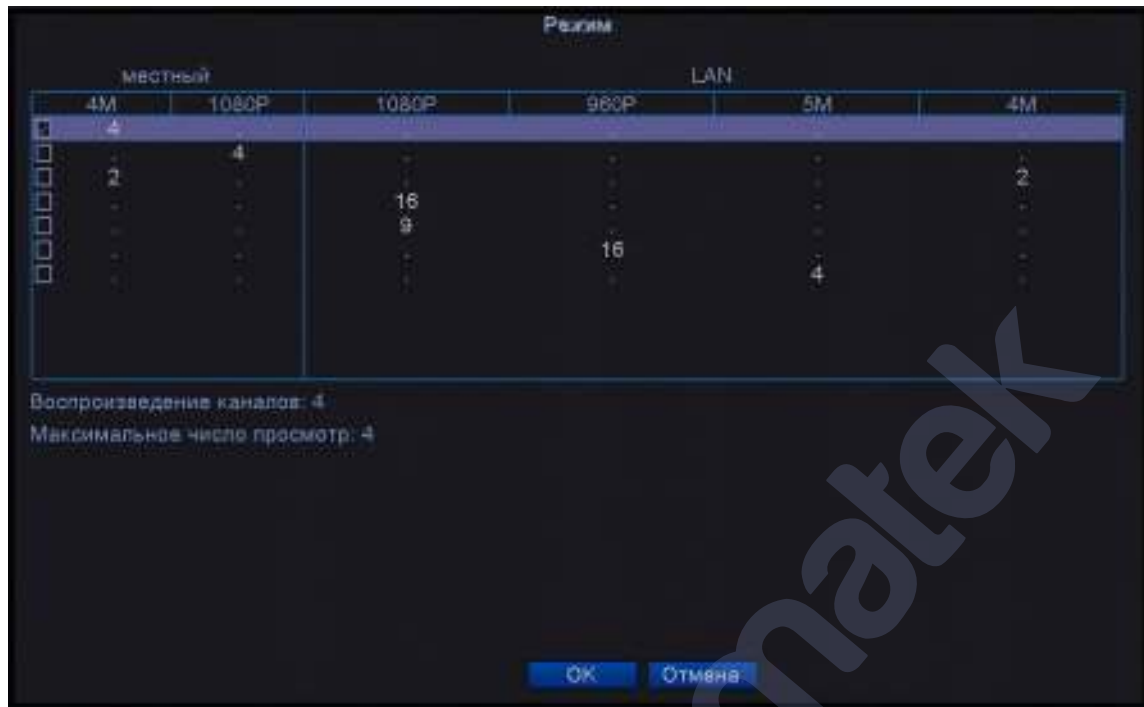 Режим
местный LAN
4M 1080P 1080P 960P 5M 4M
4 - - - - -
- 4 - - - -
2 - - - - 2
- - 16 - - -
- - 9 - - -
- - - 16 - -
- - - - 4 -
Воспроизведение каналов: 4
Максимальное число просмотр: 4
OK Отмена
matek